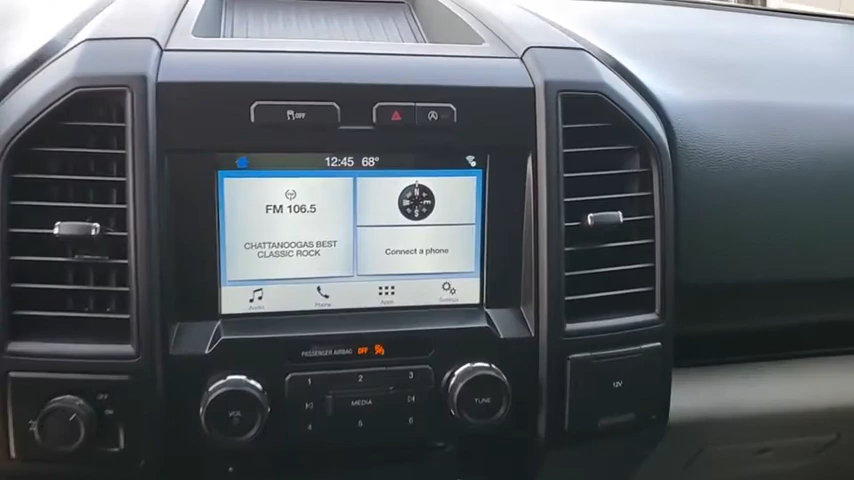 OFF
A
12:45 68°
FM 106.5
N
E
S
CHATTANOOGAS BEST
CLASSIC ROCK
Connect a phone
Audio
Phone
Apps
Settings
PASSENGER AIRBAG OFF
1 2 3
VOL
MEDIA
TUNE
4 5 6
12V
OFF